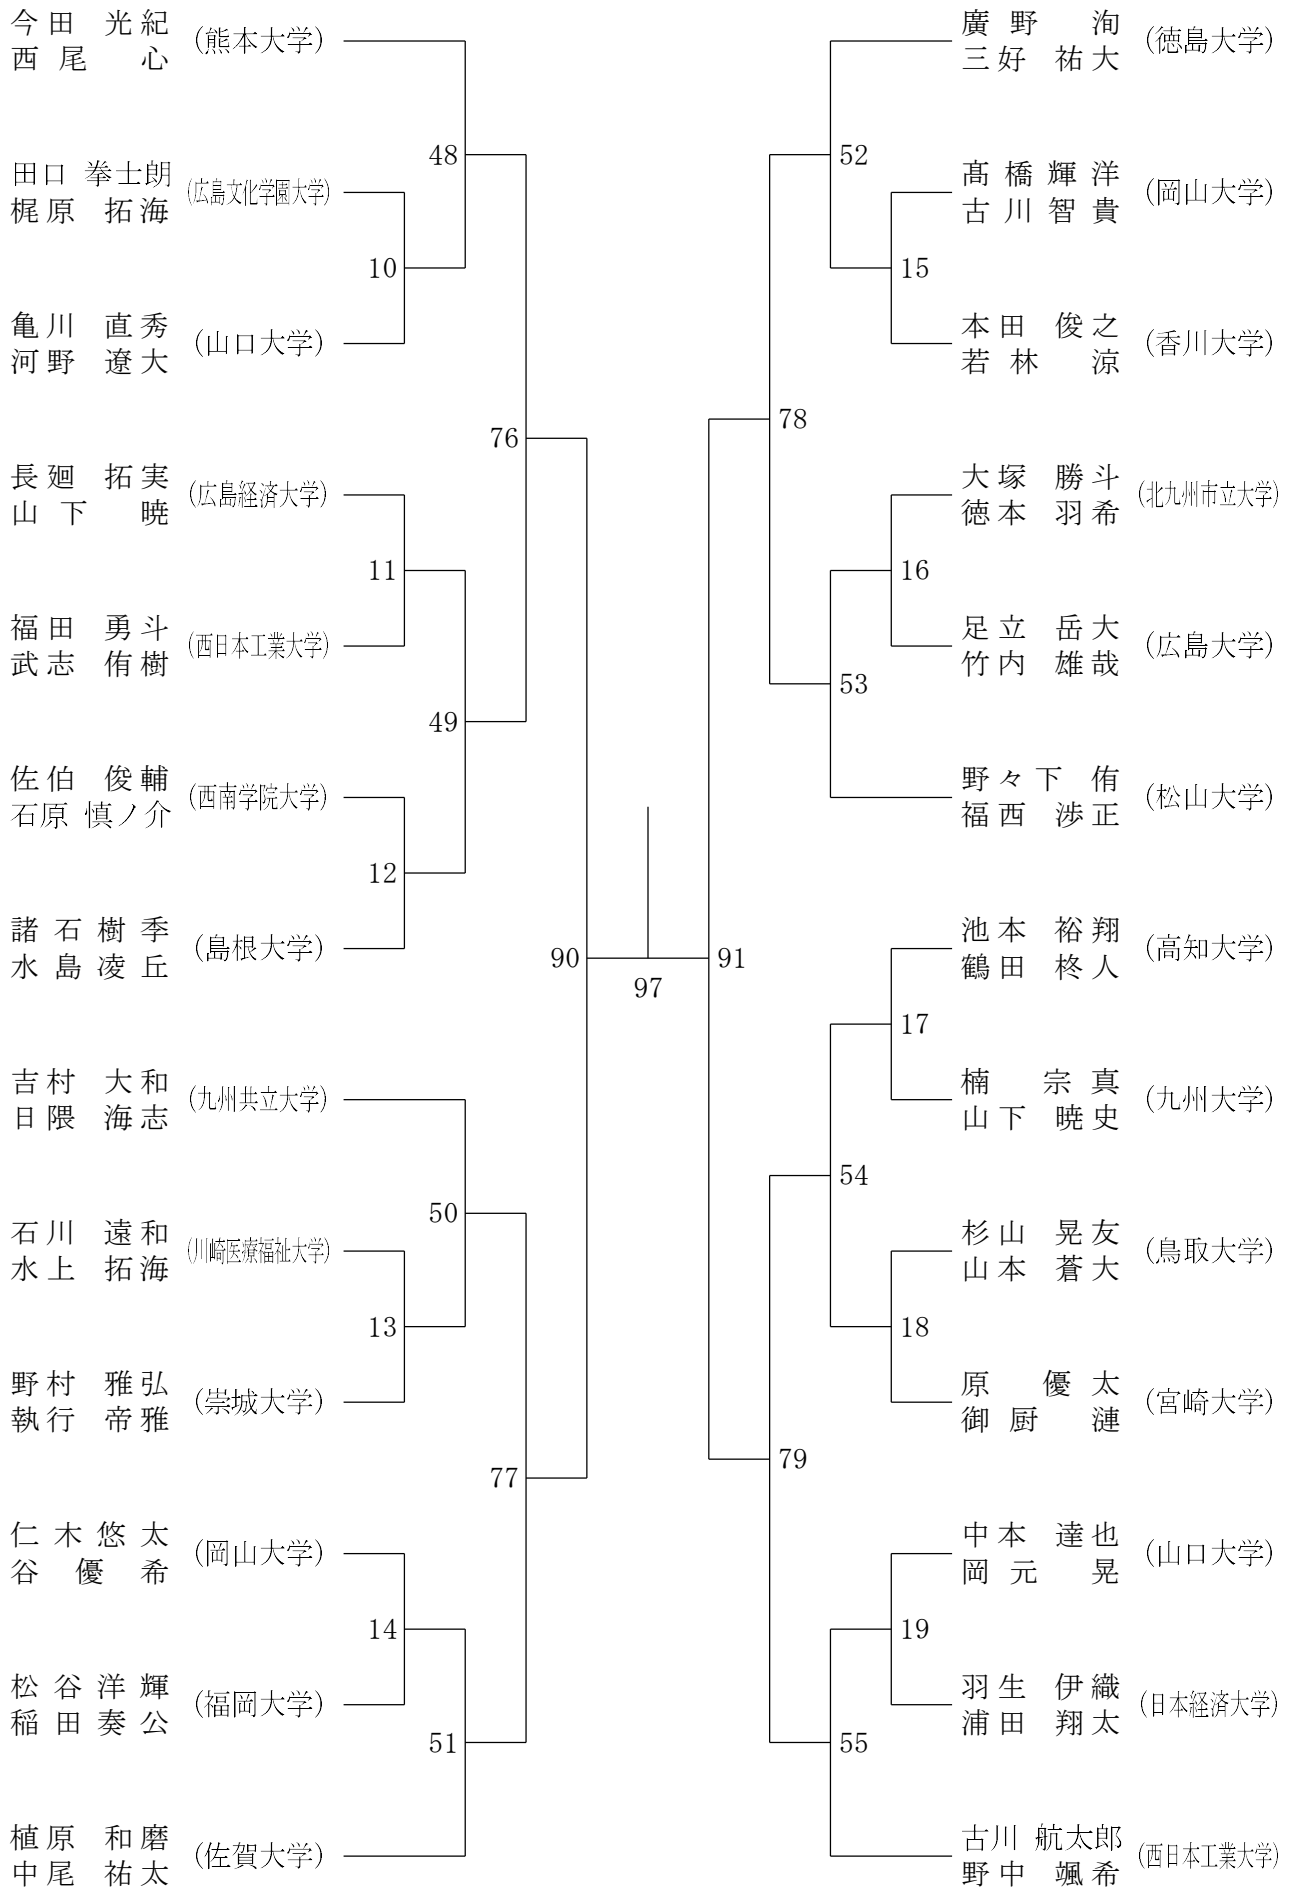 今田 光紀
西尾 心
(熊本大学)
48
田口 拳士朗
梶原 拓海
(広島文化学園大学)
10
亀川 直秀
河野 遼大
(山口大学)
76
長廻 拓実
山下 暁
(広島経済大学)
11
福田 勇斗
武志 侑樹
(西日本工業大学)
49
佐伯 俊輔
石原 慎ノ介
(西南学院大学)
12
諸石樹季
水島凌丘
(島根大学)
90
97
吉村 大和
日隈 海志
(九州共立大学)
50
石川 遠和
水上 拓海
(川崎医療福祉大学)
13
野村 雅弘
執行 帝雅
(崇城大学)
77
仁木悠太
谷優希
(岡山大学)
14
松谷洋輝
稲田奏公
(福岡大学)
51
植原 和磨
中尾 祐太
(佐賀大学)
廣野 洵
三好 祐大
(徳島大学)
52
髙橋輝洋
古川智貴
(岡山大学)
15
本田 俊之
若林 涼
(香川大学)
78
大塚 勝斗
徳本 羽希
(北九州市立大学)
16
足立 岳大
竹内 雄哉
(広島大学)
53
野々下 侑
福西 渉正
(松山大学)
91
池本 裕翔
鶴田 柊人
(高知大学)
17
楠 宗真
山下 暁史
(九州大学)
54
杉山 晃友
山本 蒼大
(鳥取大学)
18
原 優太
御厨 漣
(宮崎大学)
79
中本 達也
岡元 晃
(山口大学)
19
羽生 伊織
浦田 翔太
(日本経済大学)
55
古川 航太郎
野中 颯希
(西日本工業大学)